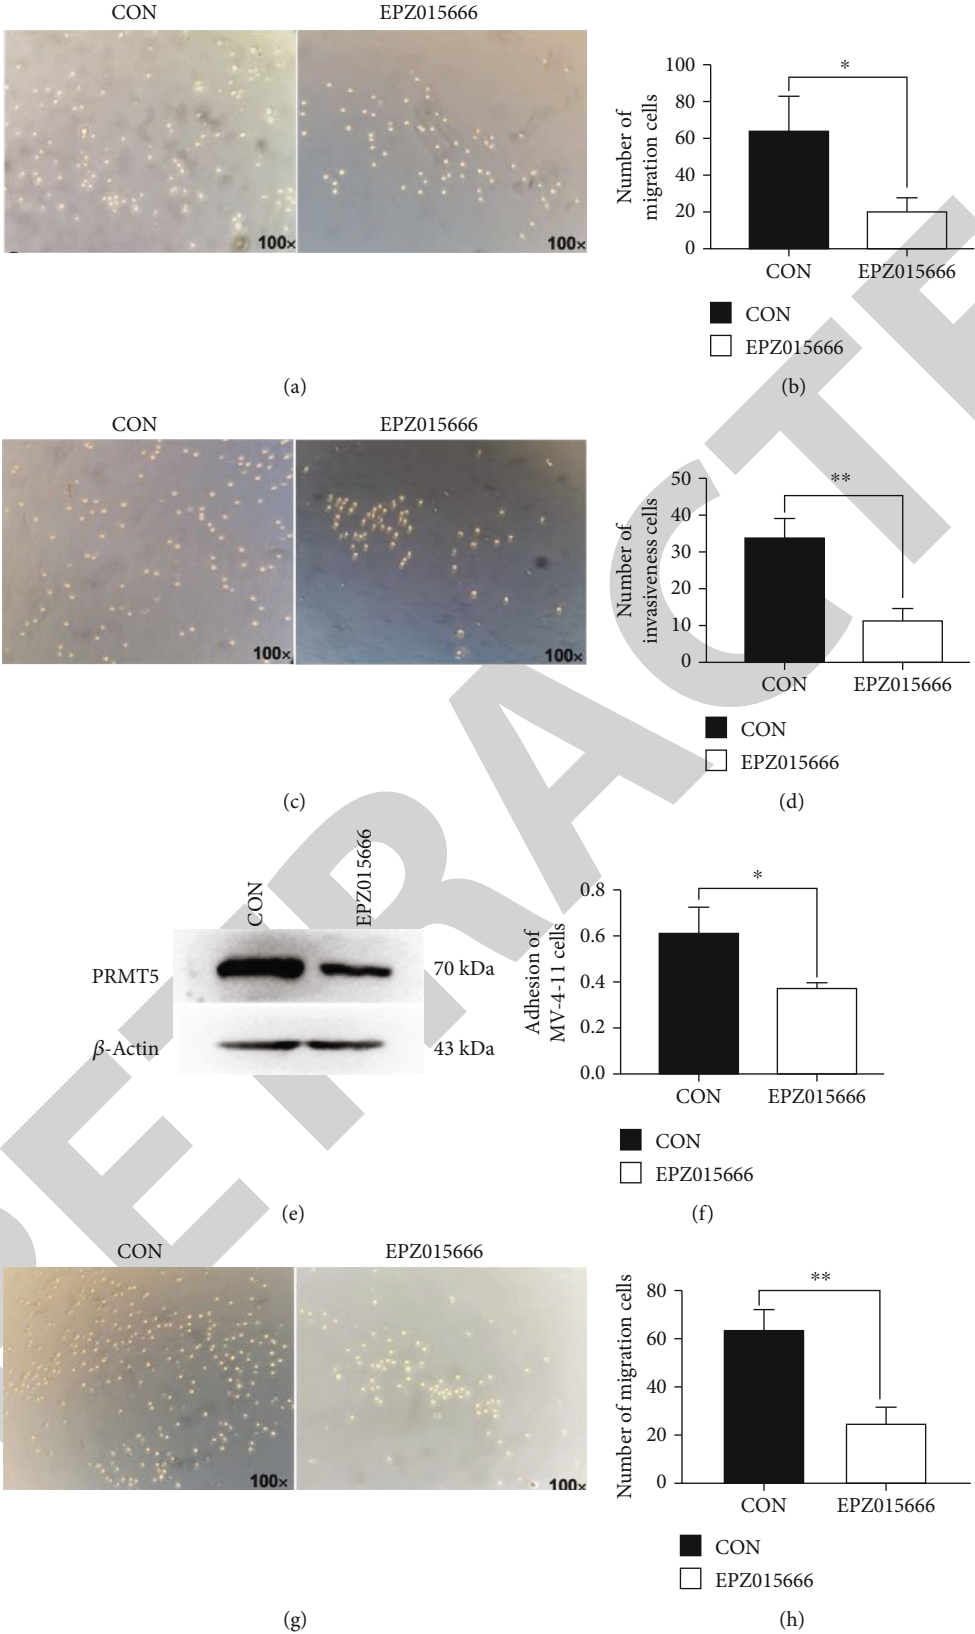 CON EPZ015666
100× 100×
(a)
Number of
migration cells
100
80
60
40
20
0
*
CON EPZ015666
CON
EPZ015666
(b)
CON EPZ015666
100× 100×
(c)
Number of
invasiveness cells
50
40
30
20
10
0
**
CON EPZ015666
CON
EPZ015666
(d)
CON EPZ015666
PRMT5 70 kDa
β-Actin 43 kDa
(e)
Adhesion of
MV-4-11 cells
0.8
0.6
0.4
0.2
0.0
*
CON EPZ015666
CON
EPZ015666
(f)
CON EPZ015666
100× 100×
(g)
Number of migration cells
80
60
40
20
0
**
CON EPZ015666
CON
EPZ015666
(h)
RETRACTE